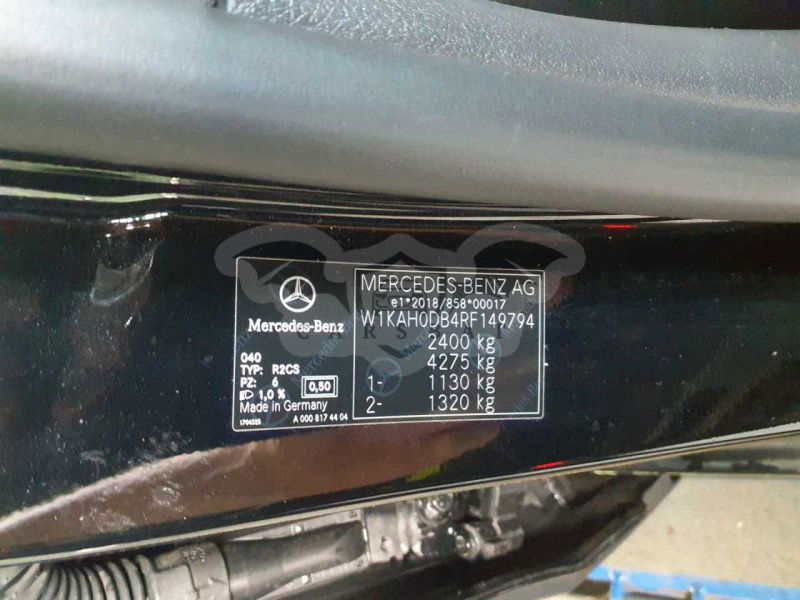 MERCEDES-BENZ AG
e1*2018/858*00017
W1KAH0DB4RF149794
2400 kg
4275 kg
1- 1130 kg
2- 1320 kg
Mercedes-Benz
040
TYP: R2CS
PZ: 6 0,50
1,0 %
Made in Germany
A 000 817 44 04
CARSON